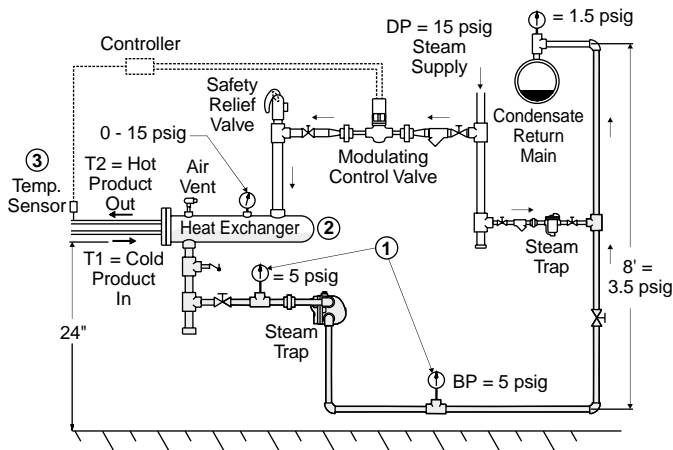 = 1.5 psig
Controller
DP = 15 psig
Steam
Supply
Safety
Relief
Valve
Condensate
Return
Main
0 - 15 psig
3
Temp.
Sensor
T2 = Hot
Product
Out
Air
Vent
Modulating
Control Valve
Heat Exchanger
2
Steam
Trap
T1 = Cold
Product
In
1
= 5 psig
8' =
3.5 psig
24"
Steam
Trap
BP = 5 psig